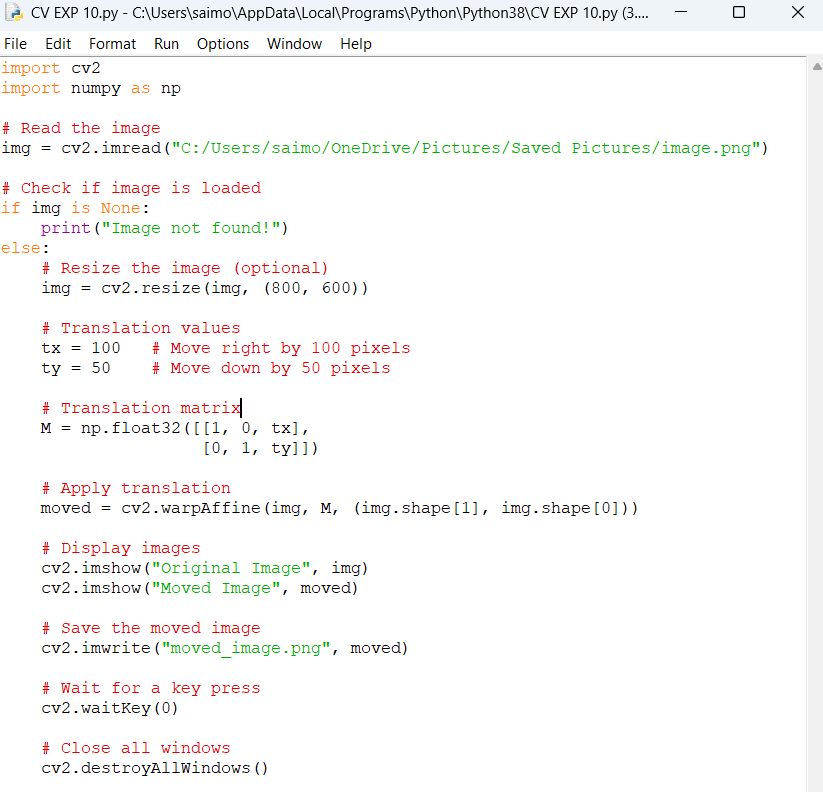 CV EXP 10.py - C:\Users\saimo\AppData\Local\Programs\Python\Python38\CV EXP 10.py (3....
File Edit Format Run Options Window Help
import cv2
import numpy as np

# Read the image
img = cv2.imread("C:/Users/saimo/OneDrive/Pictures/Saved Pictures/image.png")

# Check if image is loaded
if img is None:
    print("Image not found!")
else:
    # Resize the image (optional)
    img = cv2.resize(img, (800, 600))

    # Translation values
    tx = 100   # Move right by 100 pixels
    ty = 50    # Move down by 50 pixels

    # Translation matrix
    M = np.float32([[1, 0, tx],
                    [0, 1, ty]])

    # Apply translation
    moved = cv2.warpAffine(img, M, (img.shape[1], img.shape[0]))

    # Display images
    cv2.imshow("Original Image", img)
    cv2.imshow("Moved Image", moved)

    # Save the moved image
    cv2.imwrite("moved_image.png", moved)

    # Wait for a key press
    cv2.waitKey(0)

    # Close all windows
    cv2.destroyAllWindows()